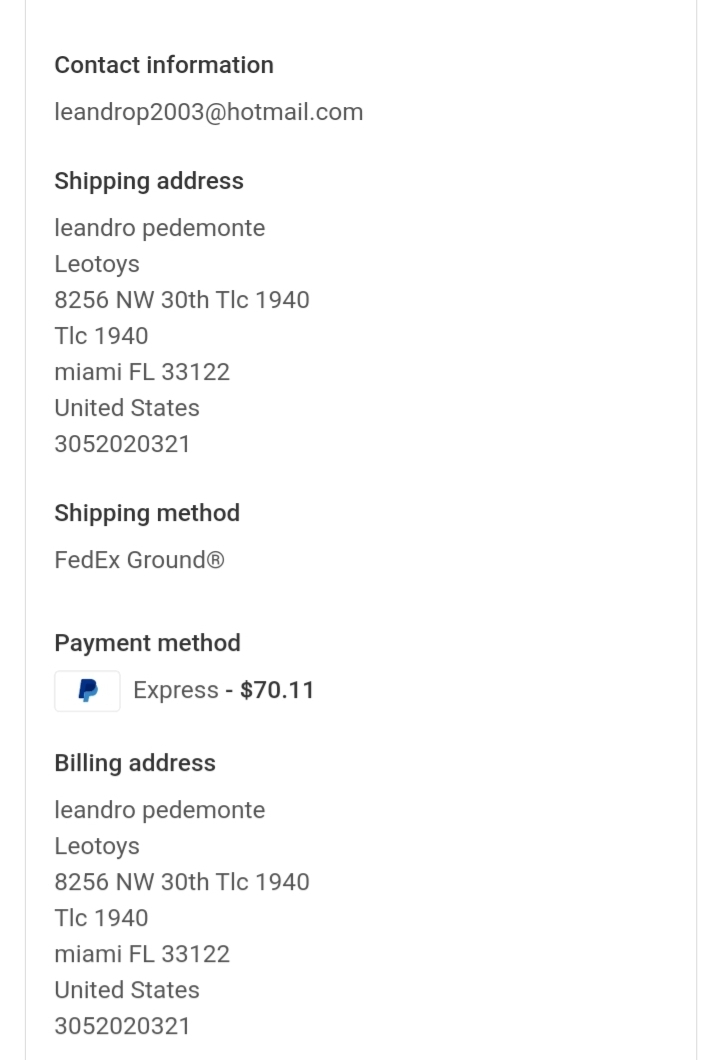 Contact information
leandrop2003@hotmail.com
Shipping address
leandro pedemonte
Leotoys
8256 NW 30th Tlc 1940
Tlc 1940
miami FL 33122
United States
3052020321
Shipping method
FedEx Ground®
Payment method
Express - $70.11
Billing address
leandro pedemonte
Leotoys
8256 NW 30th Tlc 1940
Tlc 1940
miami FL 33122
United States
3052020321